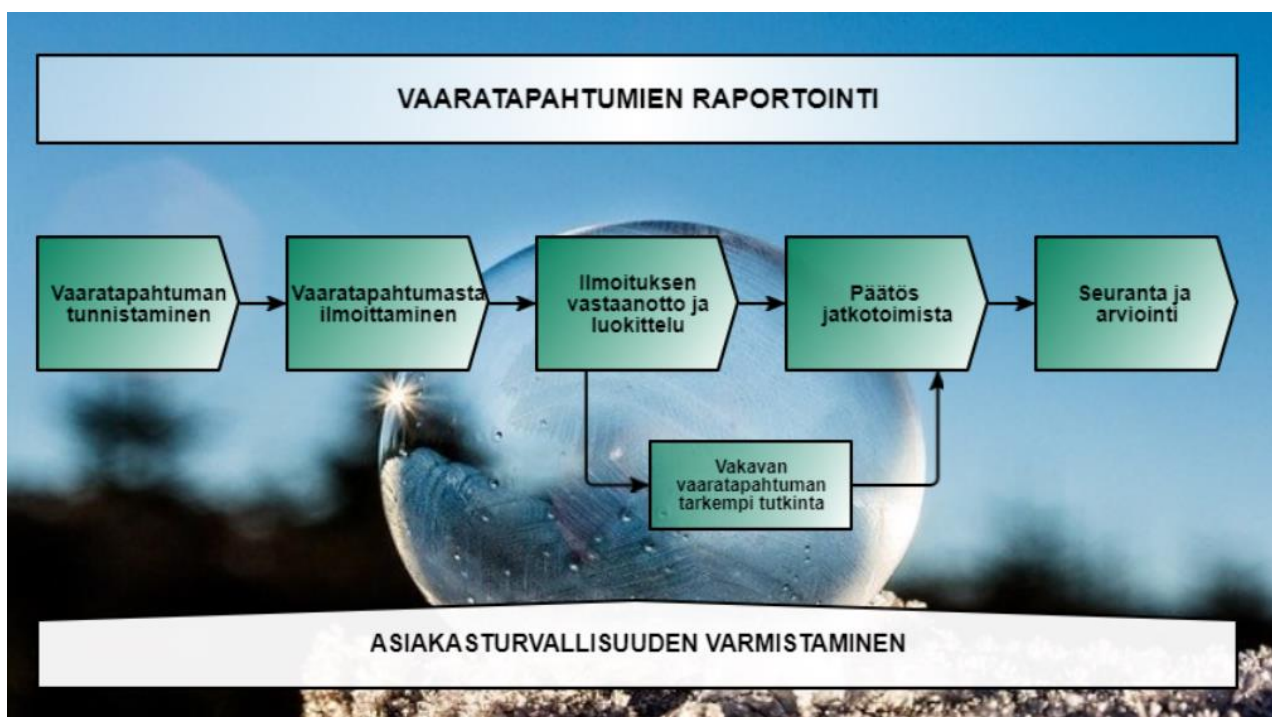 VAARATAPAHTUMIEN RAPORTOINTI
Vaaratapahtuman
tunnistaminen
Vaaratapahtumasta
ilmoittaminen
Ilmoituksen
vastaanotto ja
luokittelu
Päätös
jatkotoimista
Seuranta ja
arviointi
Vakavan
vaaratapahtuman
tarkempi tutkinta
ASIAKASTURVALLISUUDEN VARMISTAMINEN